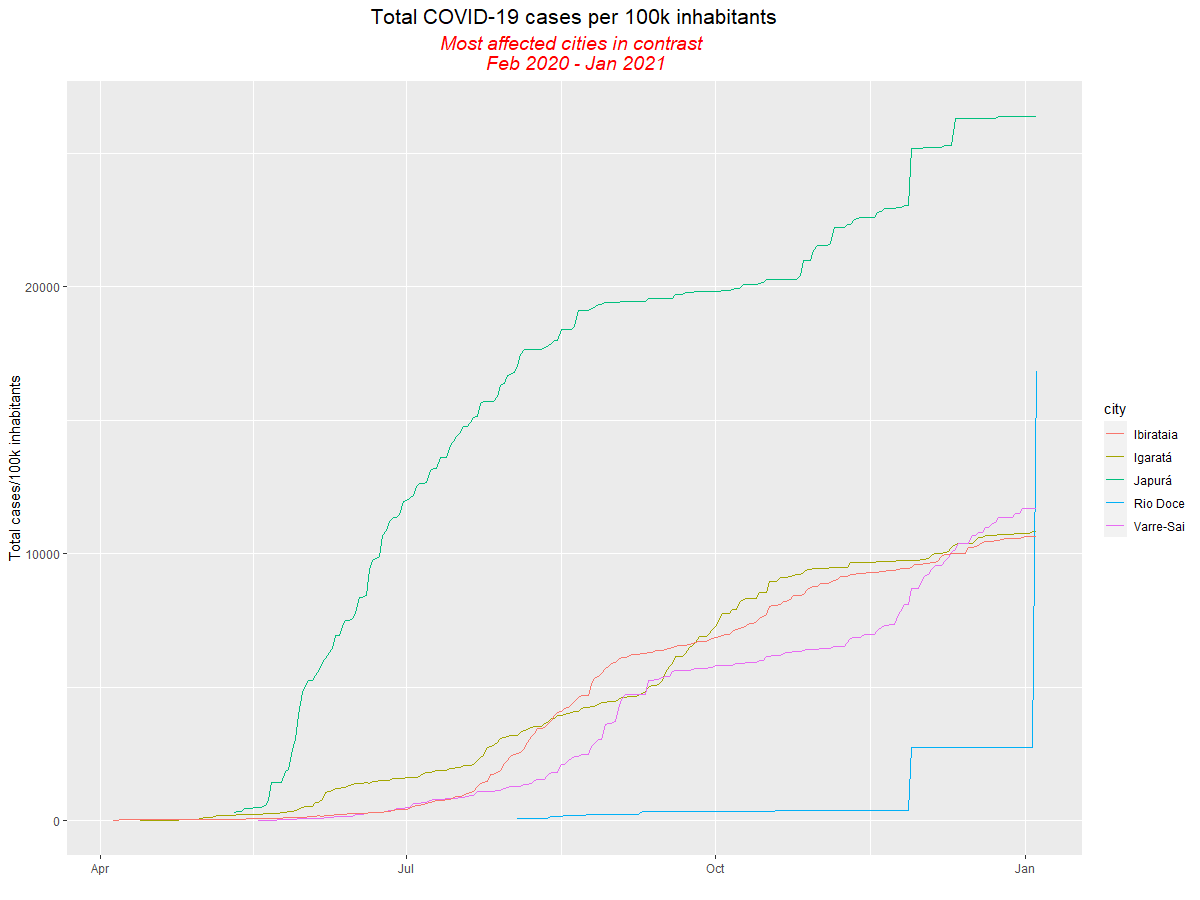 Total COVID-19 cases per 100k inhabitants
Most affected cities in contrast
Feb 2020 - Jan 2021
Total cases/100k inhabitants
20000
10000
0
Apr
Jul
Oct
Jan
city
Ibirataia
Igaratá
Japurá
Rio Doce
Varre-Sai